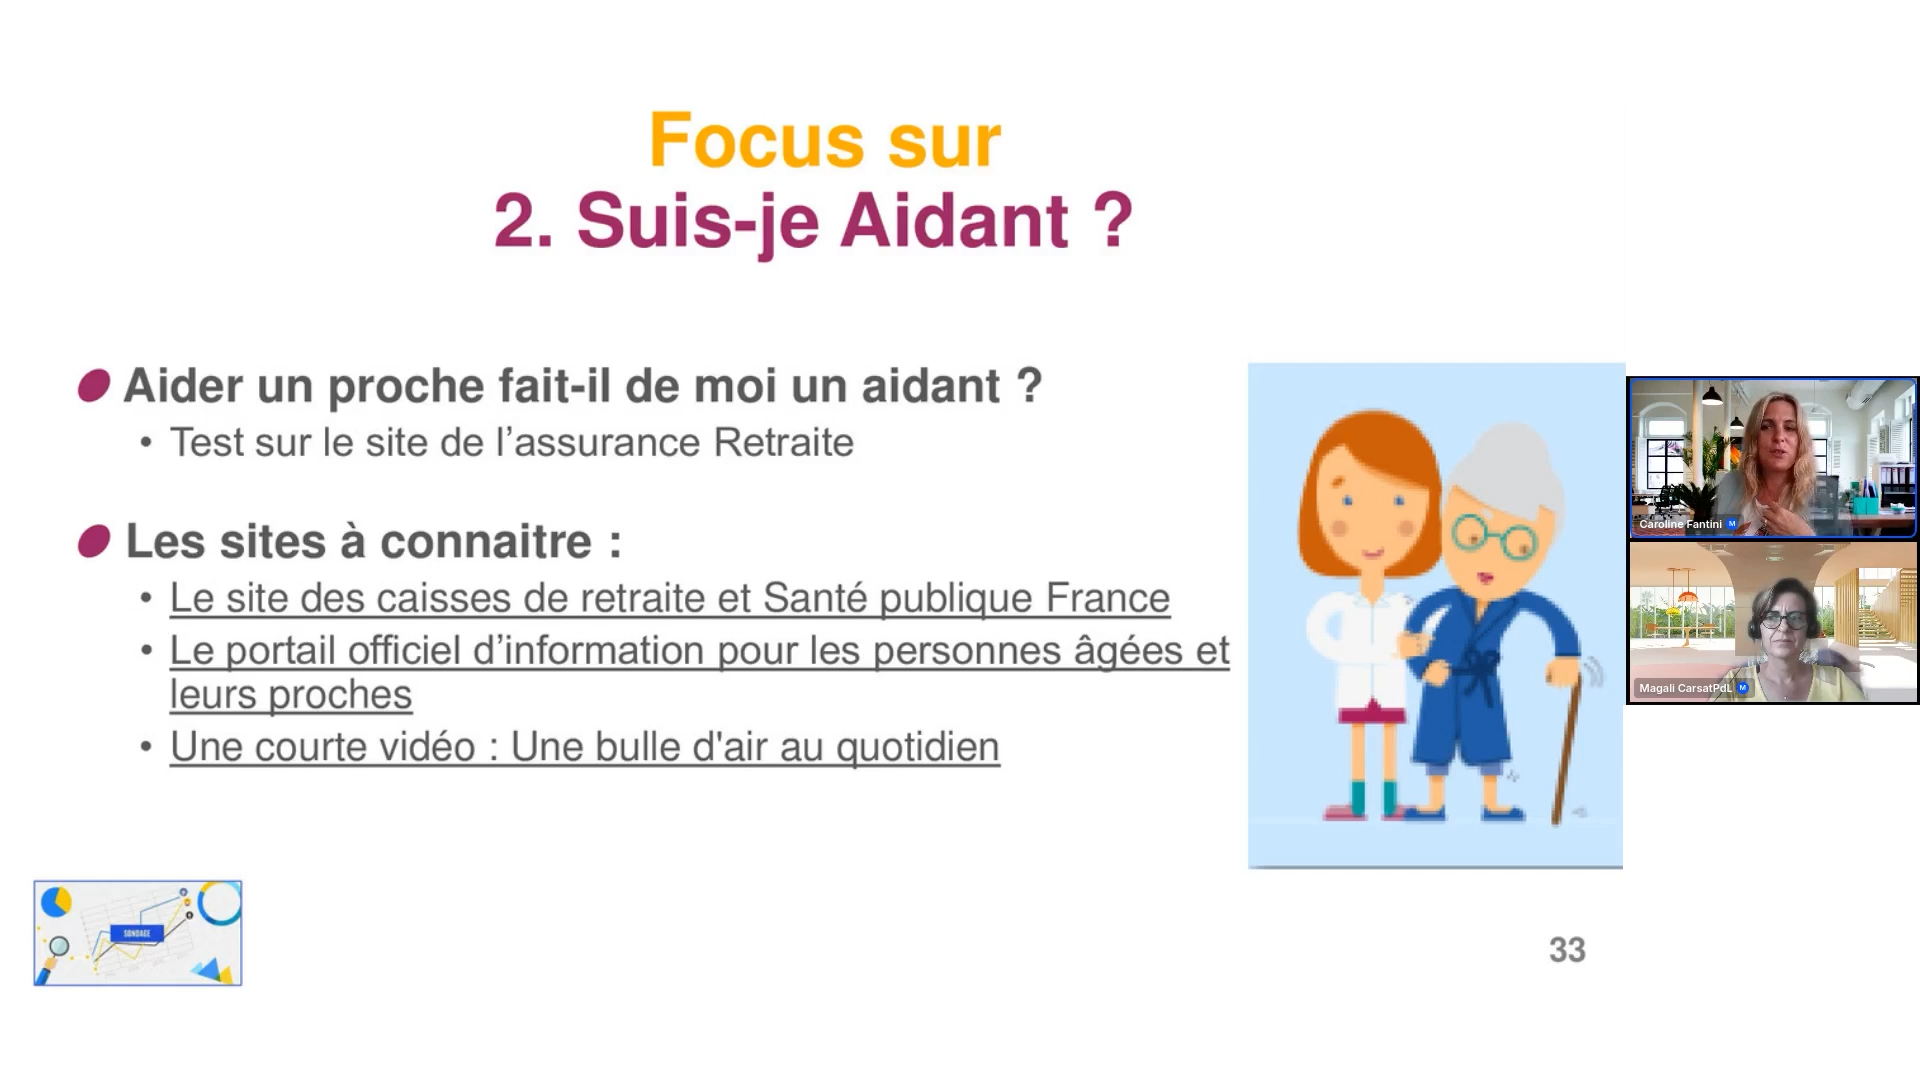 Focus sur
2. Suis-je Aidant ?
Aider un proche fait-il de moi un aidant ?
• Test sur le site de l’assurance Retraite
Les sites à connaitre :
• Le site des caisses de retraite et Santé publique France
• Le portail officiel d’information pour les personnes âgées et
leurs proches
• Une courte vidéo : Une bulle d'air au quotidien
Caroline Fantini M
Magali CarsatPdL M
SONDAGE
33